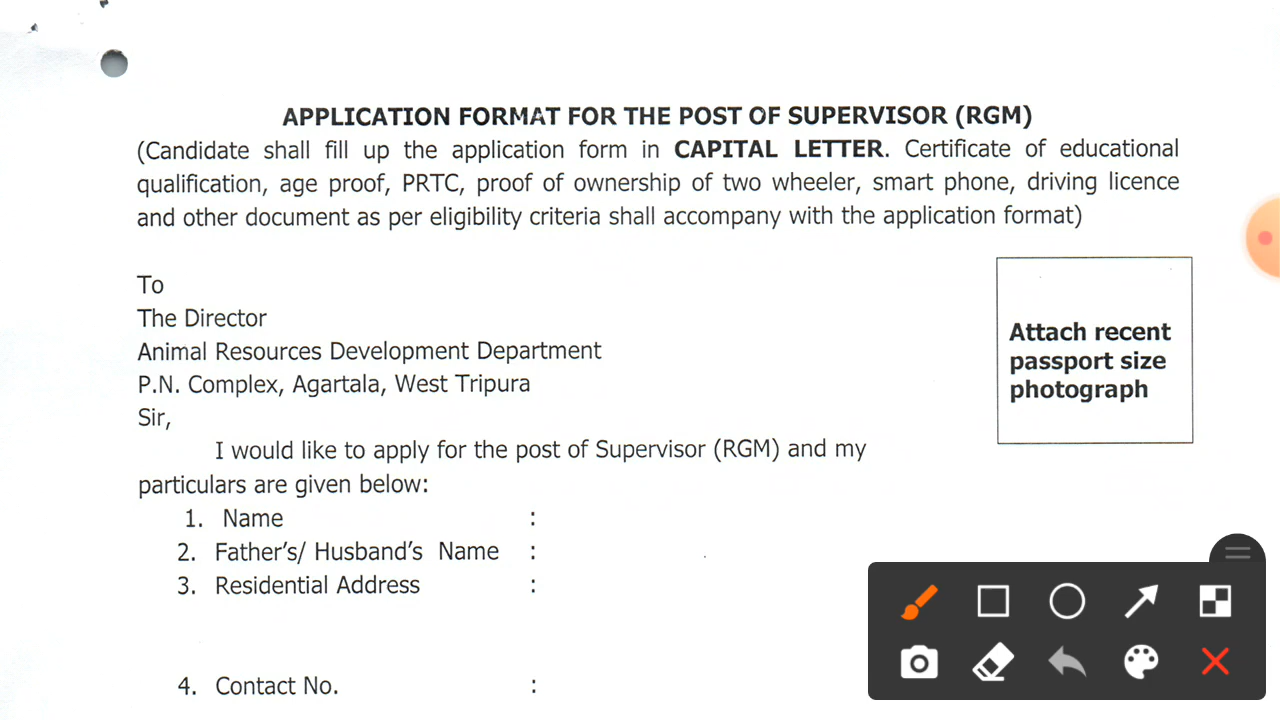 APPLICATION FORMAT FOR THE POST OF SUPERVISOR (RGM)
(Candidate shall fill up the application form in CAPITAL LETTER. Certificate of educational
qualification, age proof, PRTC, proof of ownership of two wheeler, smart phone, driving licence
and other document as per eligibility criteria shall accompany with the application format)
To
The Director
Animal Resources Development Department
P.N. Complex, Agartala, West Tripura
Sir,
I would like to apply for the post of Supervisor (RGM) and my
particulars are given below:
Attach recent
passport size
photograph
1. Name :
2. Father's/ Husband's Name :
3. Residential Address :
4. Contact No. :